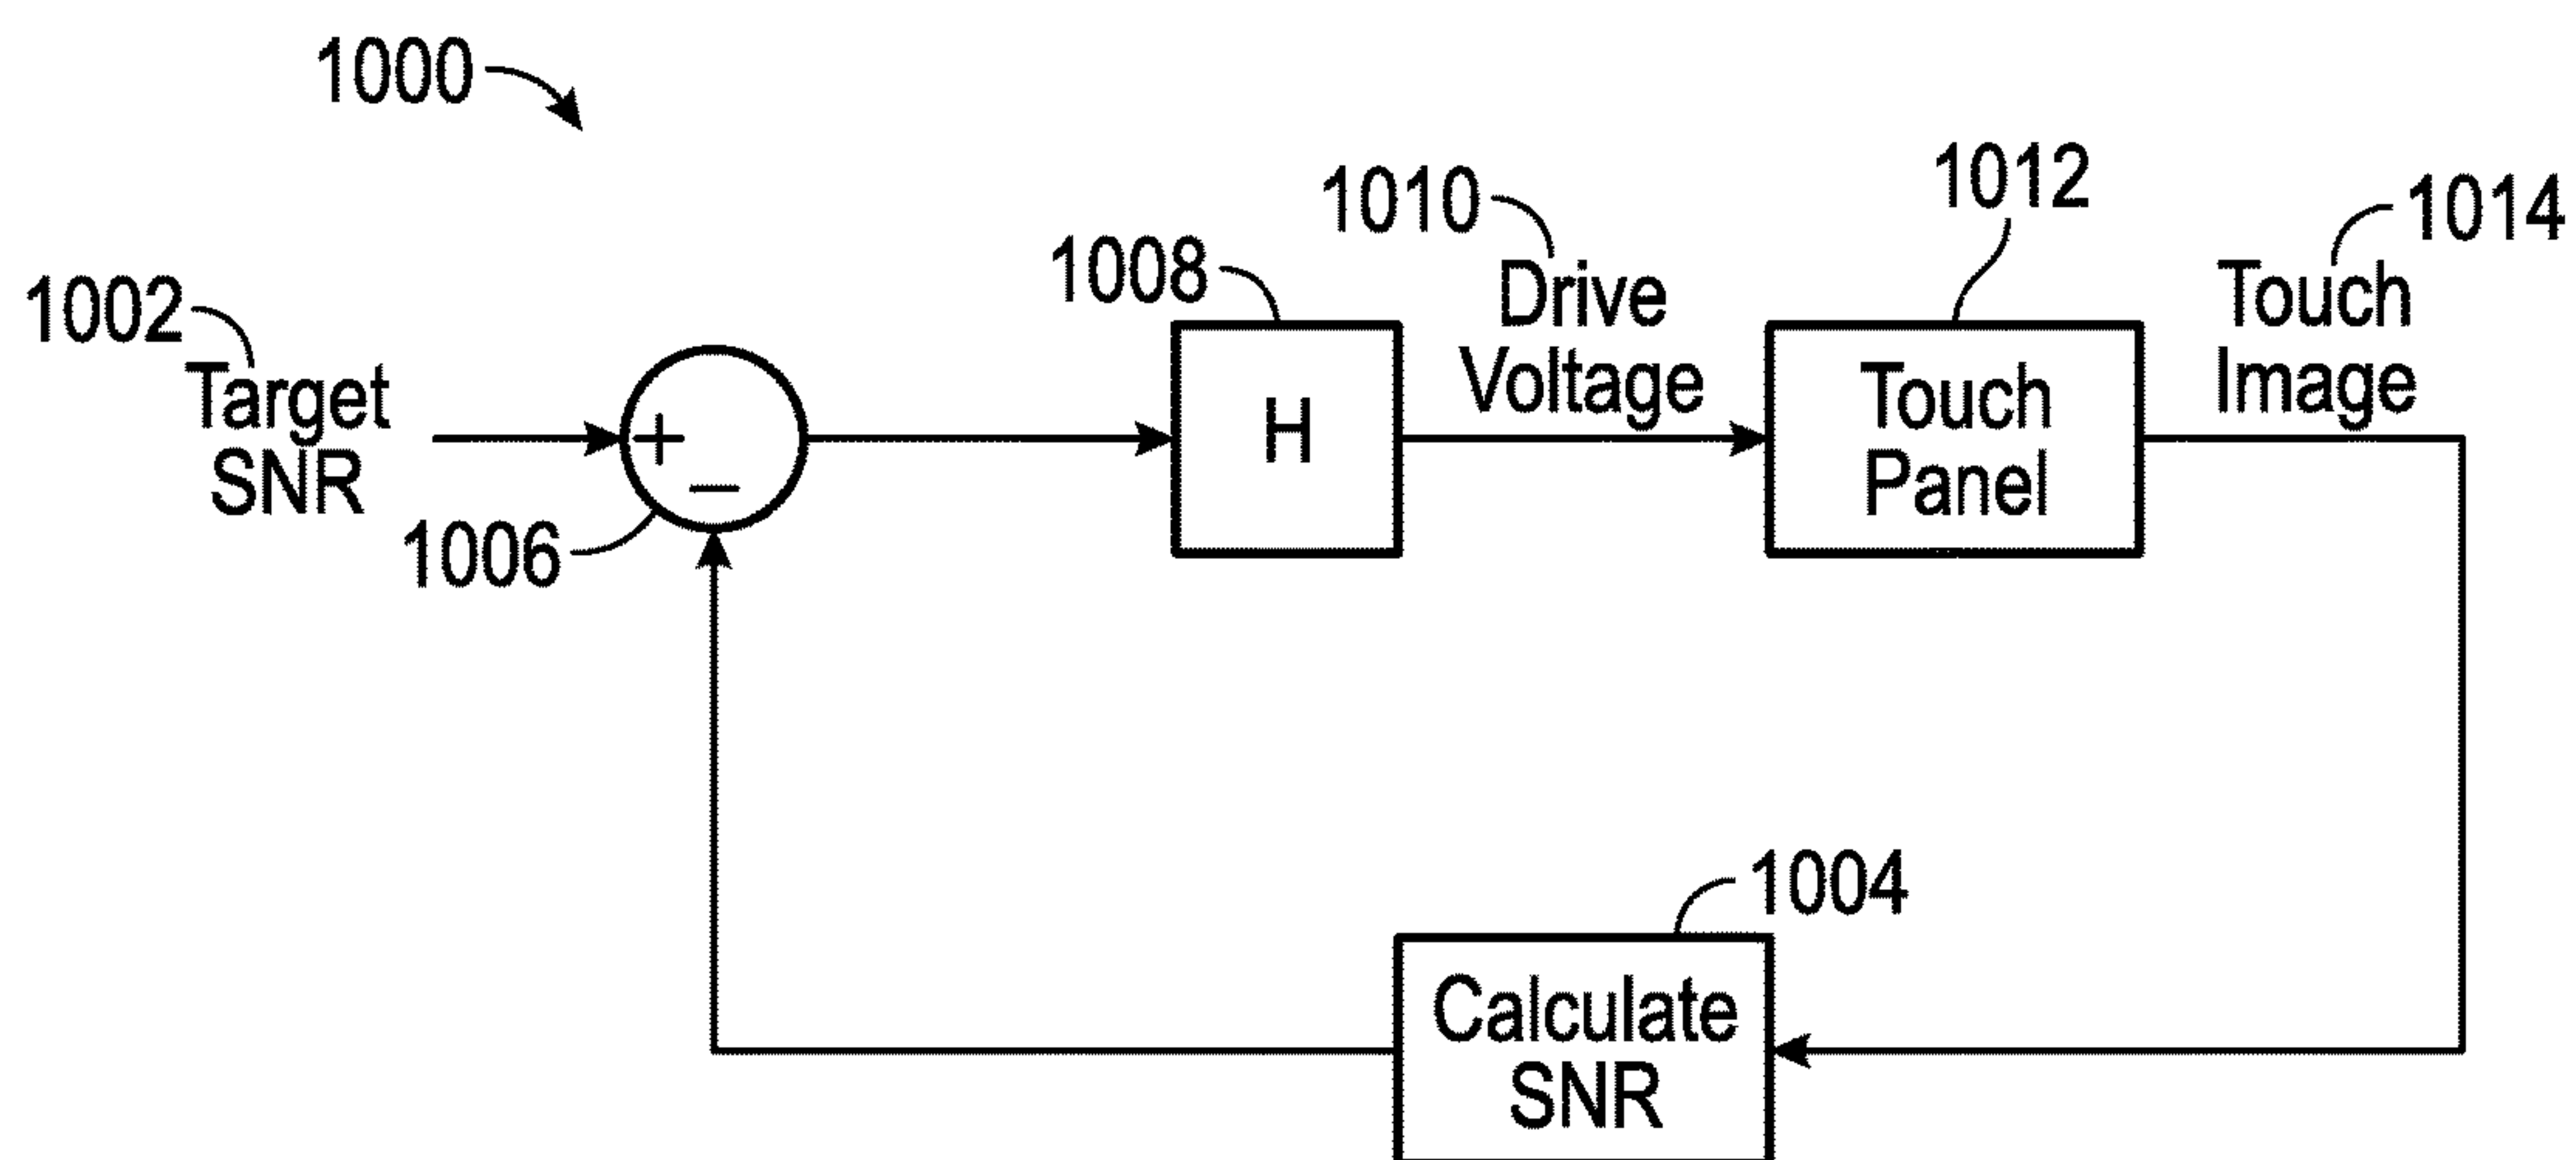 1000
1002
Target
SNR
+
−
1006
1008
H
1010
Drive
Voltage
1012
Touch
Panel
1014
Touch
Image
1004
Calculate
SNR